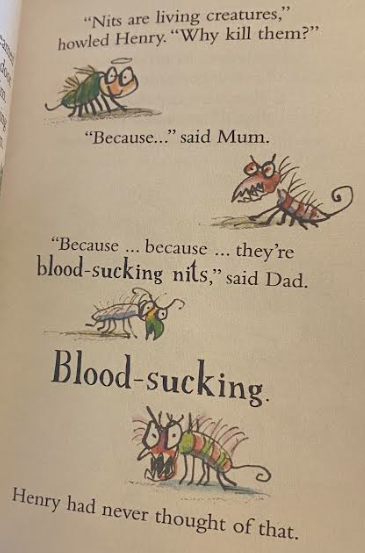 “Nits are living creatures,”
howled Henry. “Why kill them?”
“Because...” said Mum.
“Because ... because ... they’re
blood-sucking nits,” said Dad.
Blood-sucking.
Henry had never thought of that.